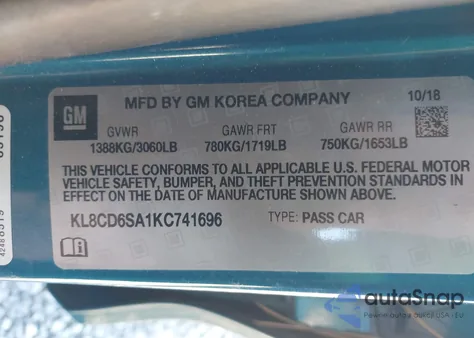 GM
MFD BY GM KOREA COMPANY
10/18
GVWR GAWR FRT GAWR RR
1388KG/3060LB 780KG/1719LB 750KG/1653LB
THIS VEHICLE CONFORMS TO ALL APPLICABLE U.S. FEDERAL MOTOR
VEHICLE SAFETY, BUMPER, AND THEFT PREVENTION STANDARDS IN
EFFECT ON THE DATE OF MANUFACTURE SHOWN ABOVE.
KL8CD6SA1KC741696 TYPE: PASS CAR
autoSnap